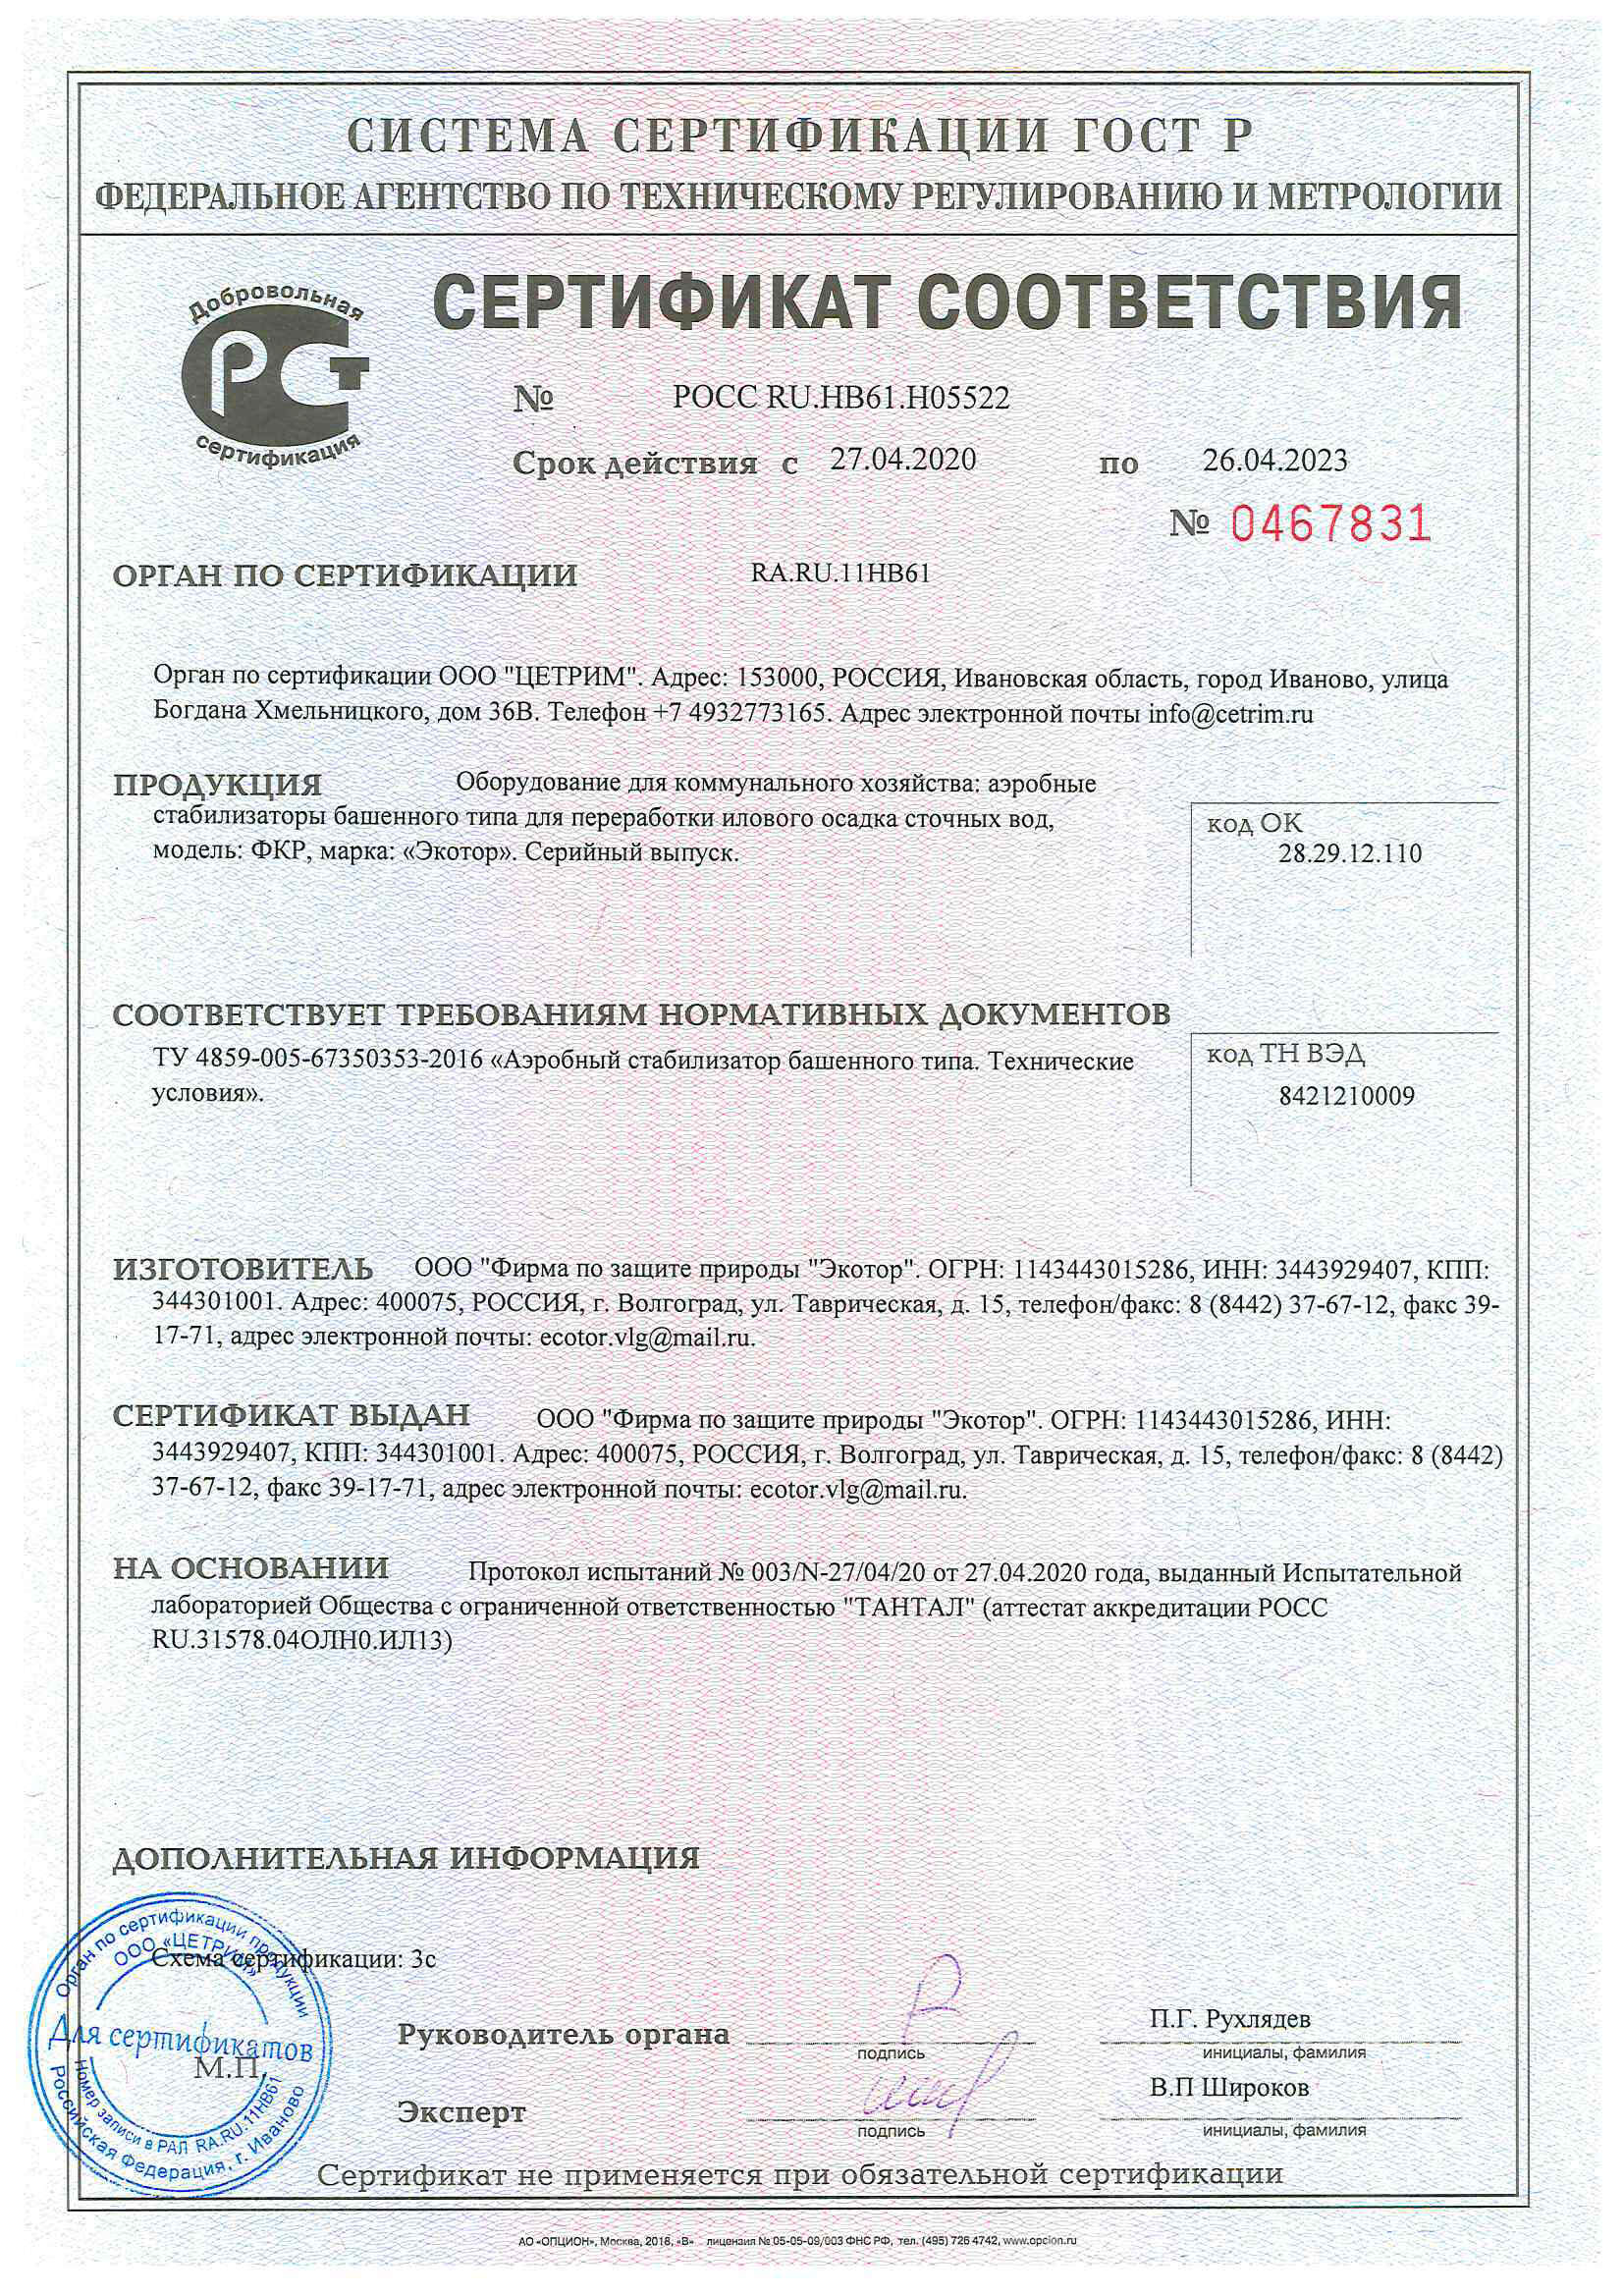 СИСТЕМА СЕРТИФИКАЦИИ ГОСТ Р
ФЕДЕРАЛЬНОЕ АГЕНТСТВО ПО ТЕХНИЧЕСКОМУ РЕГУЛИРОВАНИЮ И МЕТРОЛОГИИ
Добровольная
сертификация
СЕРТИФИКАТ СООТВЕТСТВИЯ
№ РОСС RU.НВ61.Н05522
Срок действия с 27.04.2020 по 26.04.2023
№ 0467831
ОРГАН ПО СЕРТИФИКАЦИИ RA.RU.11НВ61
Орган по сертификации ООО "ЦЕТРИМ". Адрес: 153000, РОССИЯ, Ивановская область, город Иваново, улица
Богдана Хмельницкого, дом 36В. Телефон +7 4932773165. Адрес электронной почты info@cetrim.ru
ПРОДУКЦИЯ Оборудование для коммунального хозяйства: аэробные
стабилизаторы башенного типа для переработки илового осадка сточных вод,
модель: ФКР, марка: «Экотор». Серийный выпуск.
код ОК
28.29.12.110
СООТВЕТСТВУЕТ ТРЕБОВАНИЯМ НОРМАТИВНЫХ ДОКУМЕНТОВ
ТУ 4859-005-67350353-2016 «Аэробный стабилизатор башенного типа. Технические
условия».
код ТН ВЭД
8421210009
ИЗГОТОВИТЕЛЬ ООО "Фирма по защите природы "Экотор". ОГРН: 1143443015286, ИНН: 3443929407, КПП:
344301001. Адрес: 400075, РОССИЯ, г. Волгоград, ул. Таврическая, д. 15, телефон/факс: 8 (8442) 37-67-12, факс 39-
17-71, адрес электронной почты: ecotor.vlg@mail.ru.
СЕРТИФИКАТ ВЫДАН ООО "Фирма по защите природы "Экотор". ОГРН: 1143443015286, ИНН:
3443929407, КПП: 344301001. Адрес: 400075, РОССИЯ, г. Волгоград, ул. Таврическая, д. 15, телефон/факс: 8 (8442)
37-67-12, факс 39-17-71, адрес электронной почты: ecotor.vlg@mail.ru.
НА ОСНОВАНИИ Протокол испытаний № 003/N-27/04/20 от 27.04.2020 года, выданный Испытательной
лабораторией Общества с ограниченной ответственностью "ТАНТАЛ" (аттестат аккредитации РОСС
RU.31578.04ОЛН0.ИЛ13)
ДОПОЛНИТЕЛЬНАЯ ИНФОРМАЦИЯ
Схема сертификации: 3с
Орган по сертификации продукции
ООО «ЦЕТРИМ»
Для сертификатов
М.П.
Номер записи в РАЛ RA.RU.11НВ61
Российская Федерация, г. Иваново
Руководитель органа П.Г. Рухлядев
подпись инициалы, фамилия
Эксперт В.П Широков
подпись инициалы, фамилия
Сертификат не применяется при обязательной сертификации
АО «ОПЦИОН», Москва, 2018, «В» лицензия № 05-05-09/003 ФНС РФ, тел. (495) 726 4742, www.opcion.ru